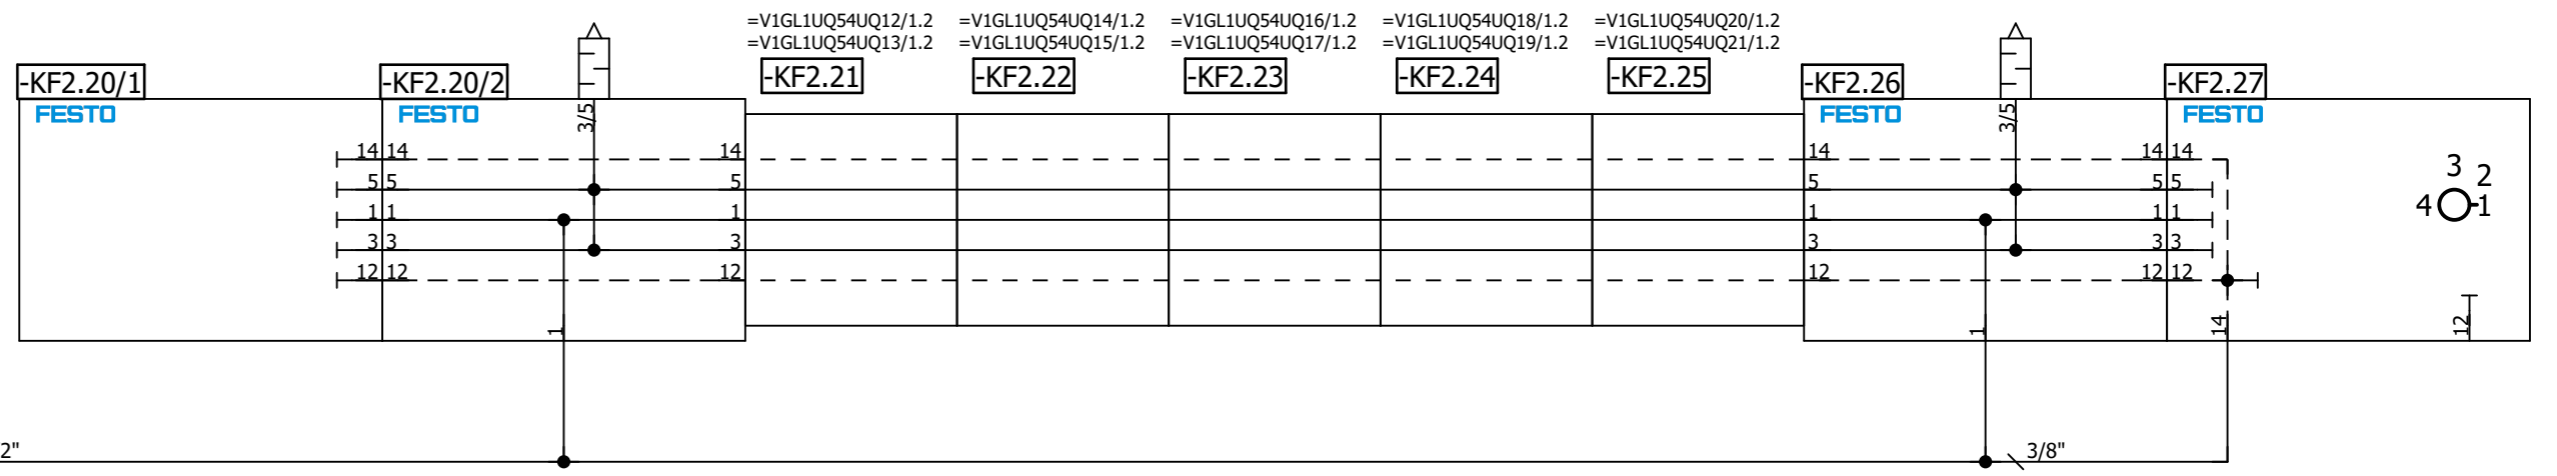 =V1GL1UQ54UQ12/1.2 =V1GL1UQ54UQ14/1.2 =V1GL1UQ54UQ16/1.2 =V1GL1UQ54UQ18/1.2 =V1GL1UQ54UQ20/1.2
=V1GL1UQ54UQ13/1.2 =V1GL1UQ54UQ15/1.2 =V1GL1UQ54UQ17/1.2 =V1GL1UQ54UQ19/1.2 =V1GL1UQ54UQ21/1.2
-KF2.20/1 -KF2.20/2 -KF2.21 -KF2.22 -KF2.23 -KF2.24 -KF2.25 -KF2.26 -KF2.27
FESTO FESTO 3/5 FESTO 3/5 FESTO
14 14 14 14 14 14
5 5 5 5 5 5
1 1 1 1 1 1
3 3 3 3 3 3
12 12 12 12 12 12
3
2
4 1
1 1 14 12
2" 3/8"